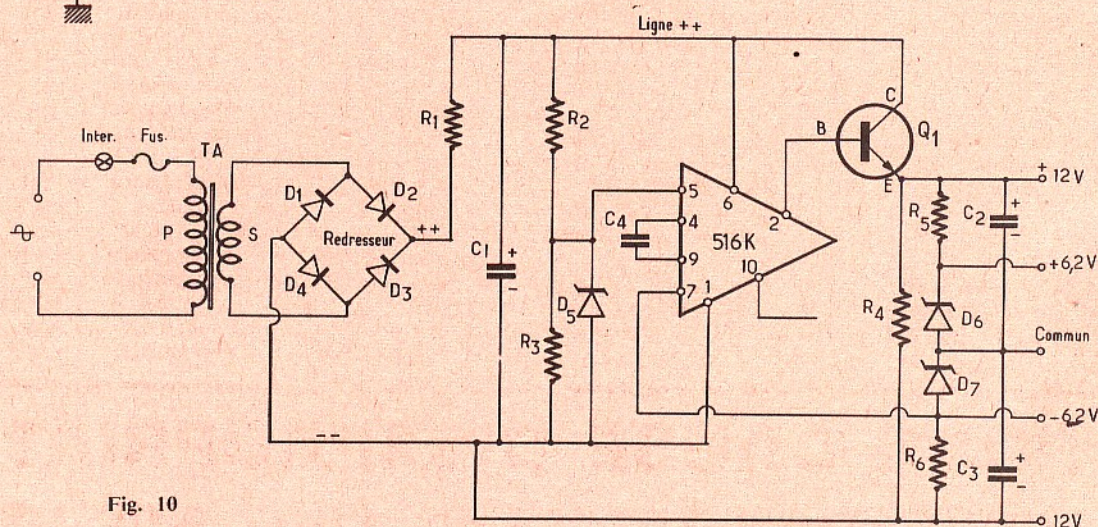 Ligne ++
C
B
Q1
E
R1
R2
Inter.
Fus.
TA
D1
D2
P
S
Redresseur
++
D4
D3
C1
+
-
5
6
4
C4
9
516K
2
7
1
10
D5
R3
+
12V
R5
C2
+
-
+6,2V
R4
D6
Commun
D7
-6,2V
R6
C3
+
-
--
12V
Fig. 10